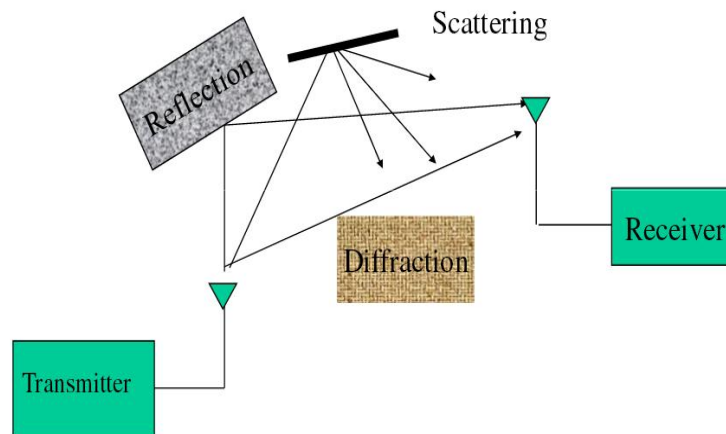 Scattering
Reflection
Receiver
Diffraction
Transmitter